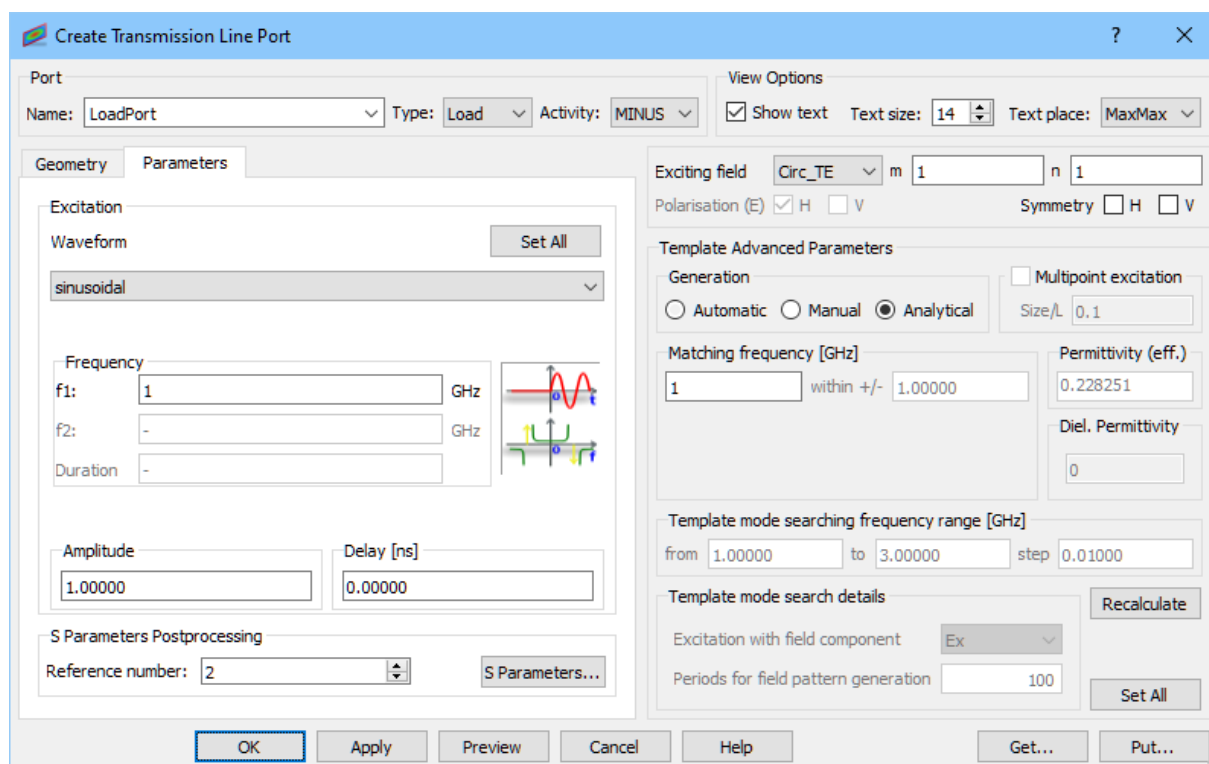 Create Transmission Line Port ? ×
Port
Name: LoadPort Type: Load Activity: MINUS
View Options
Show text Text size: 14 Text place: MaxMax
Geometry Parameters
Excitation
Waveform Set All
sinusoidal
Frequency
f1: 1 GHz
f2: - GHz
Duration -
0 t
0 f
Amplitude
1.00000
Delay [ns]
0.00000
S Parameters Postprocessing
Reference number: 2 S Parameters...
Exciting field Circ_TE m 1 n 1
Polarisation (E) H V Symmetry H V
Template Advanced Parameters
Generation
Automatic Manual Analytical
Multipoint excitation
Size/L 0.1
Matching frequency [GHz]
1 within +/- 1.00000
Permittivity (eff.)
0.228251
Diel. Permittivity
0
Template mode searching frequency range [GHz]
from 1.00000 to 3.00000 step 0.01000
Template mode search details
Excitation with field component Ex
Periods for field pattern generation 100
Recalculate
Set All
OK Apply Preview Cancel Help Get... Put...